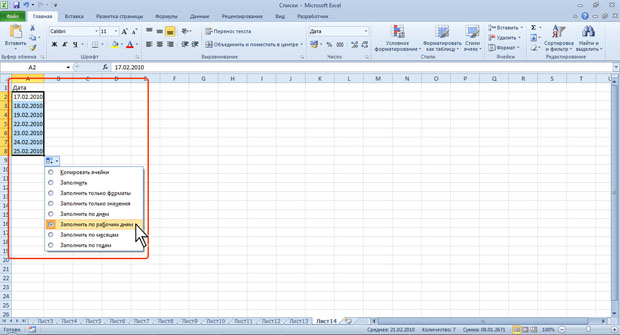 Списки - Microsoft Excel
Файл Главная Вставка Разметка страницы Формулы Данные Рецензирование Вид Разработчик
Вставить Calibri 11 Перенос текста Дата Условное форматирование Форматировать как таблицу Стили ячеек Вставить Удалить Формат Сортировка и фильтр Найти и выделить
Ж К Ч Объединить и поместить в центре
Буфер обмена Шрифт Выравнивание Число Стили Ячейки Редактирование
A2 fx 17.02.2010
A B C D E F G H I J K L M N O P Q R S T
1 Дата
2 17.02.2010
3 18.02.2010
4 19.02.2010
5 22.02.2010
6 23.02.2010
7 24.02.2010
8 25.02.2010
9
10 Копировать ячейки
11 Заполнить
12 Заполнить только форматы
13 Заполнить только значения
14
15 Заполнить по дням
16 Заполнить по рабочим дням
17 Заполнить по месяцам
18 Заполнить по годам
19
20
21
22
23
24
25
26
Лист3 Лист4 Лист5 Лист6 Лист7 Лист8 Лист9 Лист10 Лист11 Лист12 Лист13 Лист14
Готово Среднее: 21.02.2010 Количество: 7 Сумма: 08.01.2671 100%